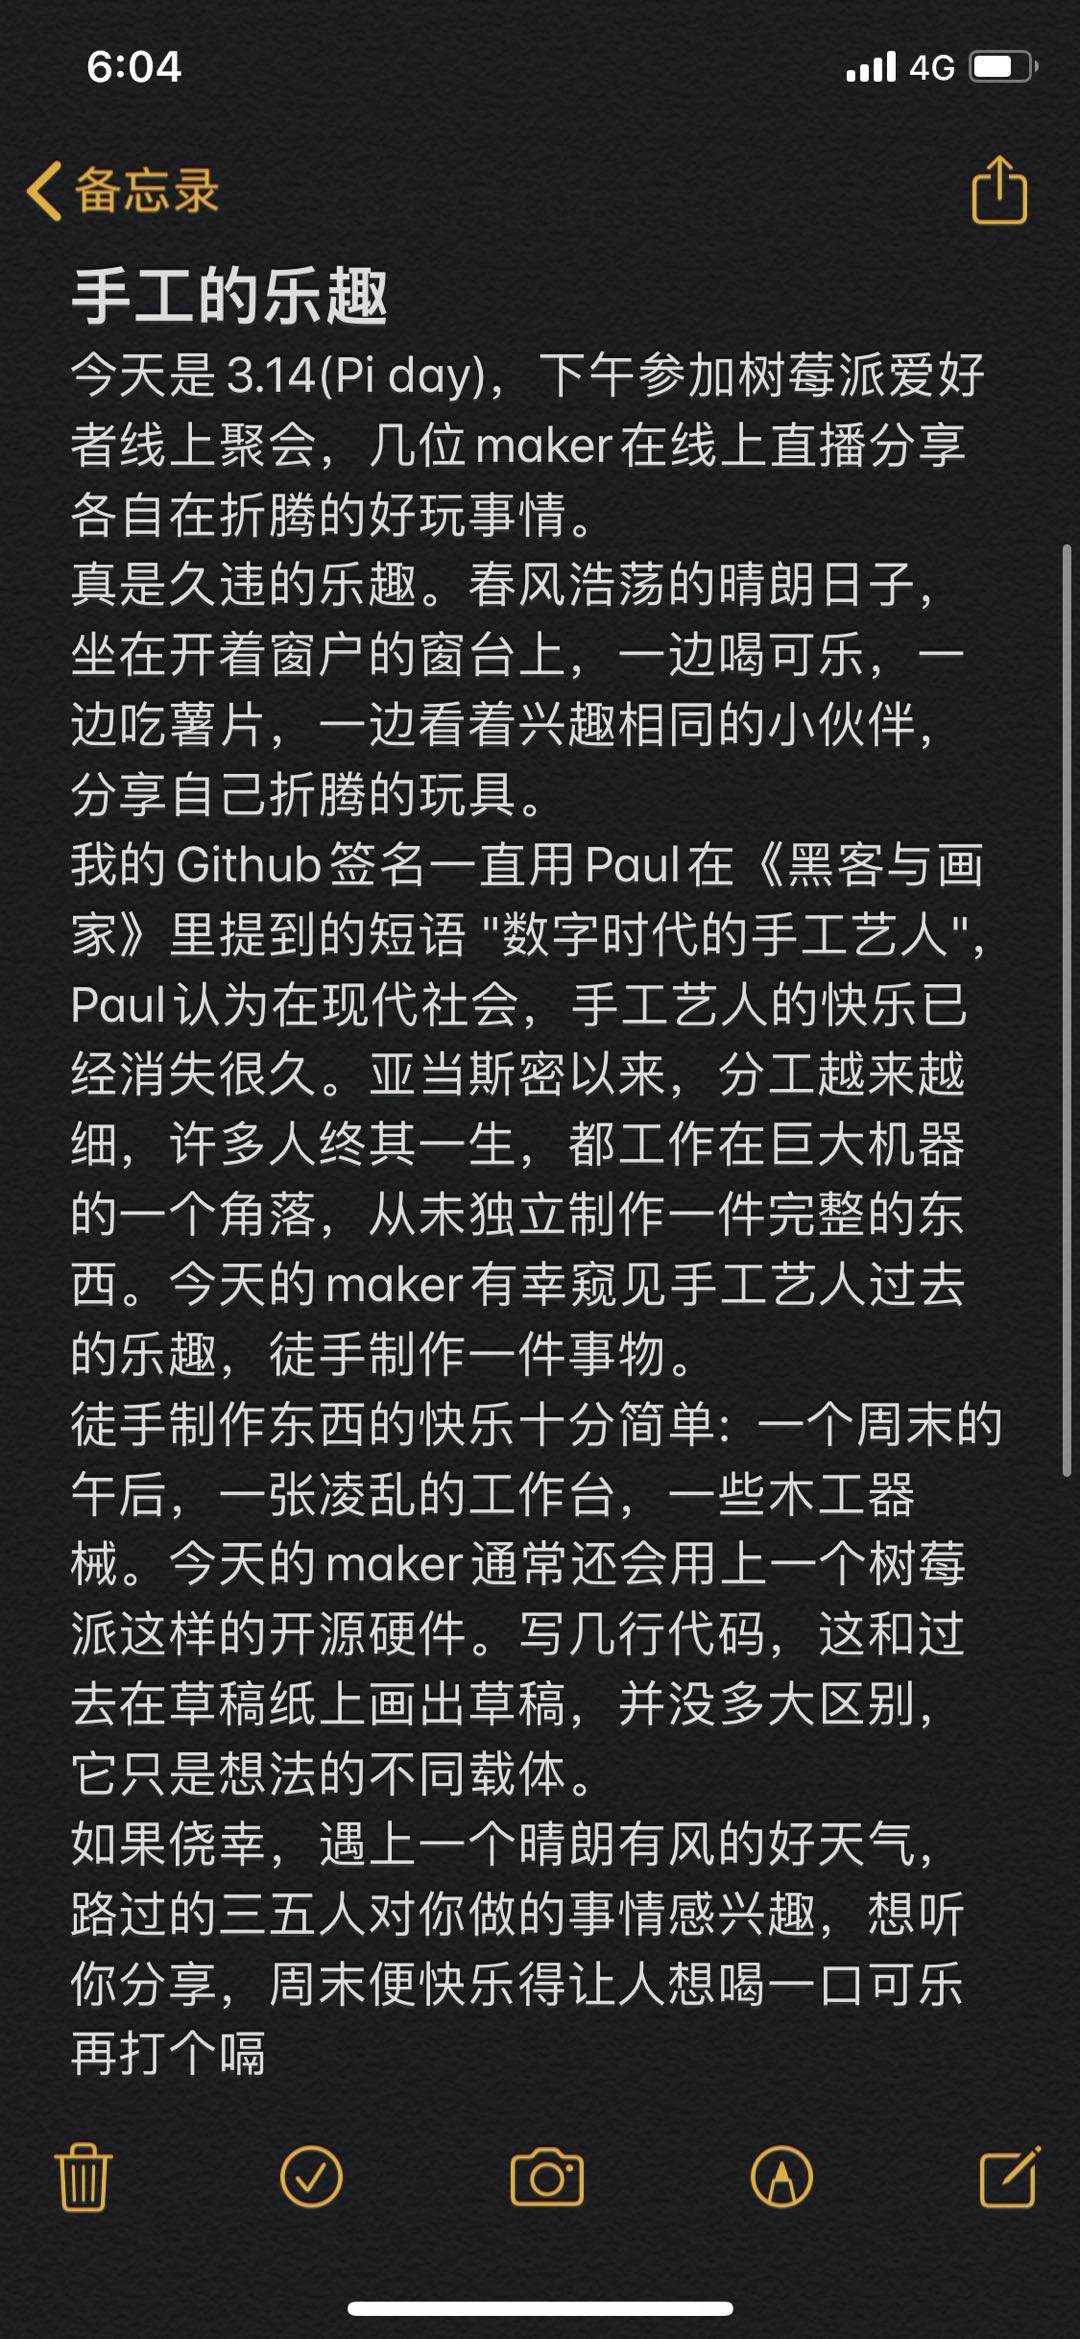 6:04
4G
备忘录
手工的乐趣
今天是3.14(Pi day)，下午参加树莓派爱好
者线上聚会，几位maker在线上直播分享
各自在折腾的好玩事情。
真是久违的乐趣。春风浩荡的晴朗日子，
坐在开着窗户的窗台上，一边喝可乐，一
边吃薯片，一边看着兴趣相同的小伙伴，
分享自己折腾的玩具。
我的Github签名一直用Paul在《黑客与画
家》里提到的短语 "数字时代的手工艺人"，
Paul认为在现代社会，手工艺人的快乐已
经消失很久。亚当斯密以来，分工越来越
细，许多人终其一生，都工作在巨大机器
的一个角落，从未独立制作一件完整的东
西。今天的maker有幸窥见手工艺人过去
的乐趣，徒手制作一件事物。
徒手制作东西的快乐十分简单：一个周末的
午后，一张凌乱的工作台，一些木工器
械。今天的maker通常还会用上一个树莓
派这样的开源硬件。写几行代码，这和过
去在草稿纸上画出草稿，并没多大区别，
它只是想法的不同载体。
如果侥幸，遇上一个晴朗有风的好天气，
路过的三五人对你做的事情感兴趣，想听
你分享，周末便快乐得让人想喝一口可乐
再打个嗝